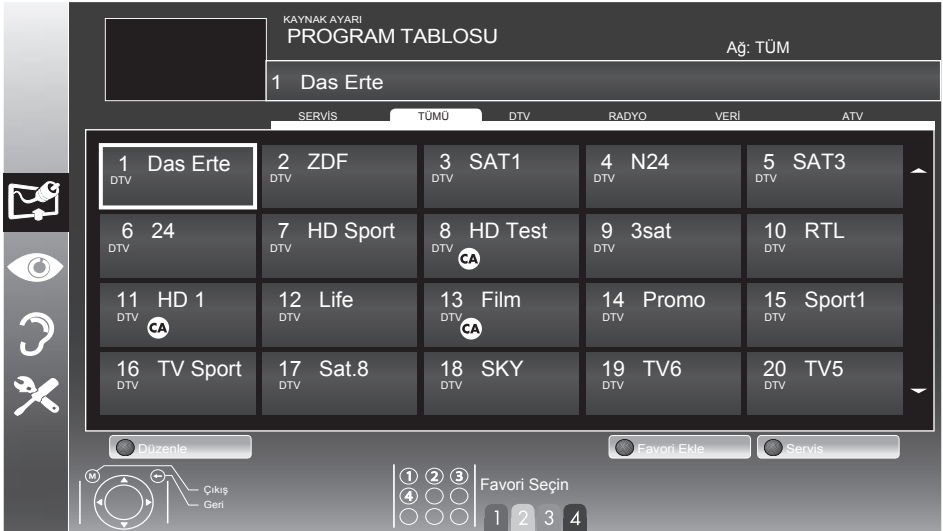 KAYNAK AYARI
PROGRAM TABLOSU
Ağ: TÜM
1 Das Erte
SERVİS TÜMÜ DTV RADYO VERİ ATV
1 Das Erte 2 ZDF 3 SAT1 4 N24 5 SAT3
DTV DTV DTV DTV DTV
6 24 7 HD Sport 8 HD Test 9 3sat 10 RTL
DTV DTV DTV DTV DTV
CA
11 HD 1 12 Life 13 Film 14 Promo 15 Sport1
DTV DTV DTV DTV DTV
CA CA
16 TV Sport 17 Sat.8 18 SKY 19 TV6 20 TV5
DTV DTV DTV DTV DTV
Düzenle Favori Ekle Servis
M Çıkış
Geri
1 2 3
4
Favori Seçin
1 2 3 4